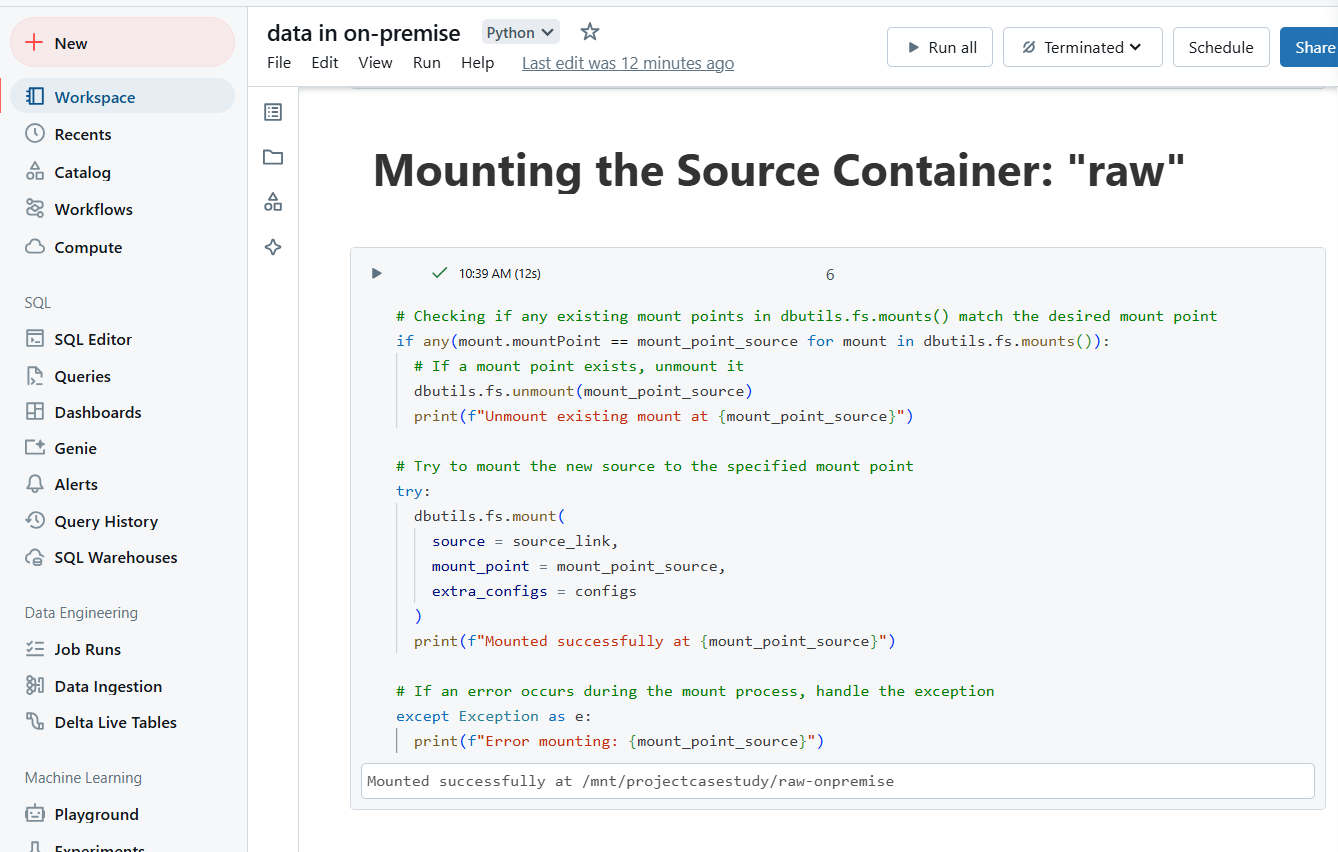 New
Workspace
Recents
Catalog
Workflows
Compute
SQL
SQL Editor
Queries
Dashboards
Genie
Alerts
Query History
SQL Warehouses
Data Engineering
Job Runs
Data Ingestion
Delta Live Tables
Machine Learning
Playground
Experiments
data in on-premise Python
File Edit View Run Help Last edit was 12 minutes ago
Run all Terminated Schedule Share
Mounting the Source Container: "raw"
10:39 AM (12s) 6
# Checking if any existing mount points in dbutils.fs.mounts() match the desired mount point
if any(mount.mountPoint == mount_point_source for mount in dbutils.fs.mounts()):
# If a mount point exists, unmount it
dbutils.fs.unmount(mount_point_source)
print(f"Unmount existing mount at {mount_point_source}")
# Try to mount the new source to the specified mount point
try:
dbutils.fs.mount(
source = source_link,
mount_point = mount_point_source,
extra_configs = configs
)
print(f"Mounted successfully at {mount_point_source}")
# If an error occurs during the mount process, handle the exception
except Exception as e:
print(f"Error mounting: {mount_point_source}")
Mounted successfully at /mnt/projectcasestudy/raw-onpremise